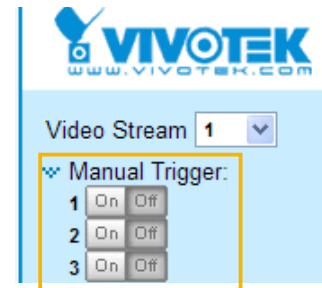 VIVOTEK
www.vivotek.com
Video Stream 1
Manual Trigger:
1 On Off
2 On Off
3 On Off